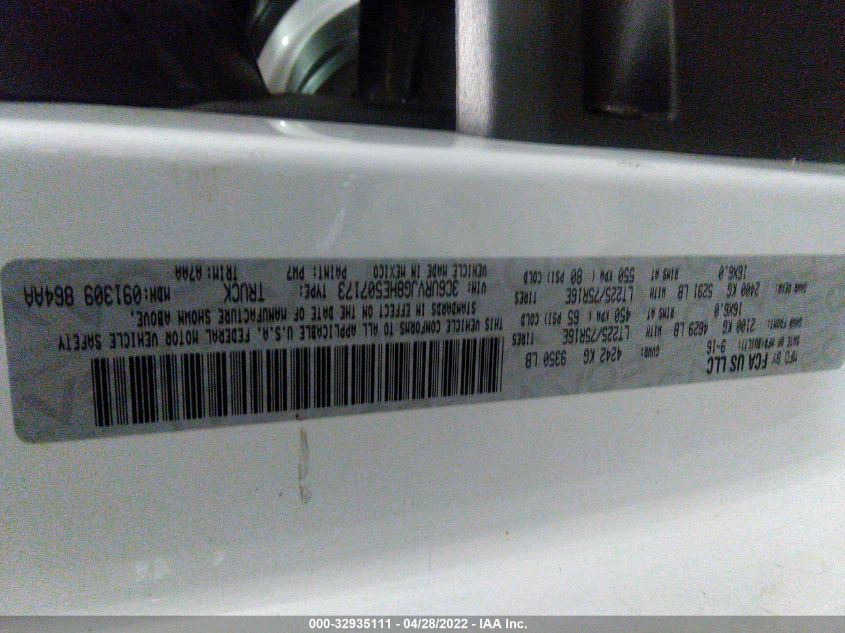 MFD BY FCA US LLC
DATE OF MFR(BUILT): 9-16 GVWR: 4242 KG 9350 LB
GAWR FRONT: 2100 KG 4629 LB WITH TIRES LT225/75R16E
16X6.0 RIMS AT 450 KPA ( 65 PSI) COLD
GAWR REAR: 2400 KG 5291 LB WITH TIRES LT225/75R16E
16X6.0 RIMS AT 550 KPA ( 80 PSI) COLD
THIS VEHICLE CONFORMS TO ALL APPLICABLE U.S.A. FEDERAL MOTOR VEHICLE SAFETY
STANDARDS IN EFFECT ON THE DATE OF MANUFACTURE SHOWN ABOVE.
VIN: 3C6URVJG8HE507173 TYPE: TRUCK MDH:091309 864AA
VEHICLE MADE IN MEXICO PAINT: PW7 TRIM:A7AA
000-32935111 - 04/28/2022 - IAA Inc.